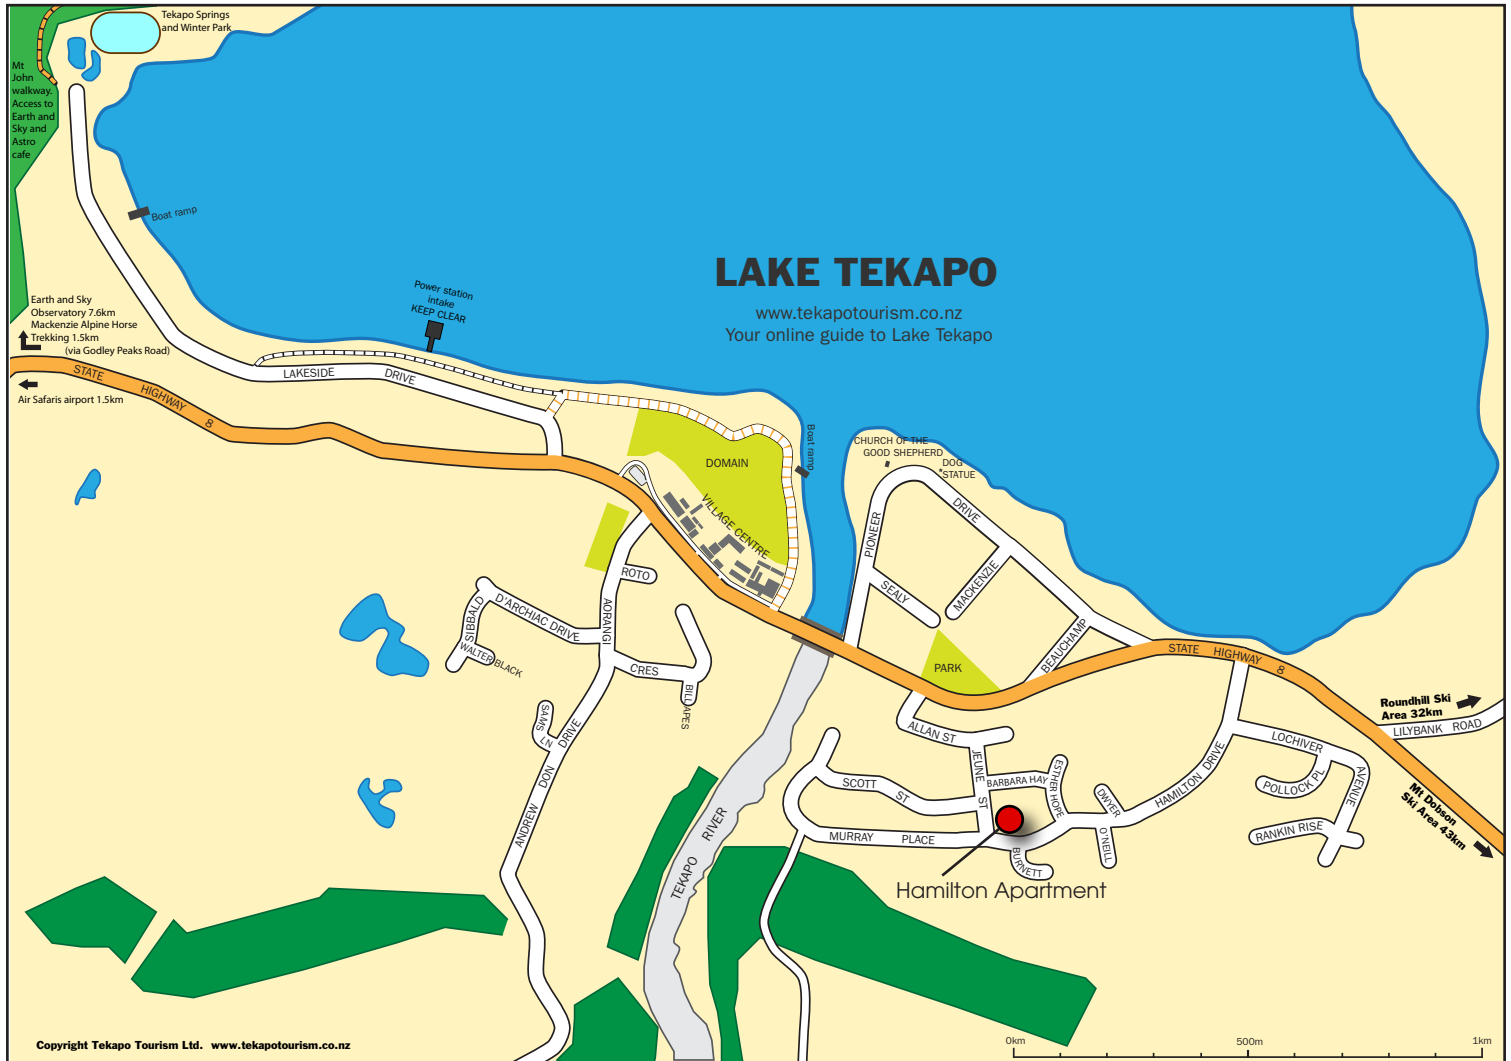 Tekapo Springs
and Winter Park
Mt
John
walkway.
Access to
Earth and
Sky and
Astro
cafe
Boat ramp
Power station
intake
KEEP CLEAR
LAKE TEKAPO
www.tekapotourism.co.nz
Your online guide to Lake Tekapo
Earth and Sky
Observatory 7.6km
Mackenzie Alpine Horse
Trekking 1.5km
(via Godley Peaks Road)
STATE HIGHWAY 8
Air Safaris airport 1.5km
LAKESIDE DRIVE
DOMAIN
VILLAGE CENTRE
Boat ramp
CHURCH OF THE
GOOD SHEPHERD
DOG
*STATUE
PIONEER DRIVE
SEALY
MACKENZIE
BEAUCHAMP
PARK
STATE HIGHWAY 8
ROTO
AORANGI
CRES
D'ARCHIAC DRIVE
SIBBALD
WALTER BLACK
BILL APES
SAMS LN
ANDREW DON DRIVE
TEKAPO RIVER
ALLAN ST
JEUNE ST
BARBARA HAY
ESTHER HOPE
SCOTT ST
MURRAY PLACE
BURNETT
DWYER
O'NEILL
HAMILTON DRIVE
LOCHIVER AVENUE
POLLOCK PL
RANKIN RISE
Roundhill Ski
Area 32km
LILYBANK ROAD
Mt Dobson
Ski Area 43km
Hamilton Apartment
Copyright Tekapo Tourism Ltd. www.tekapotourism.co.nz
0km 500m 1km